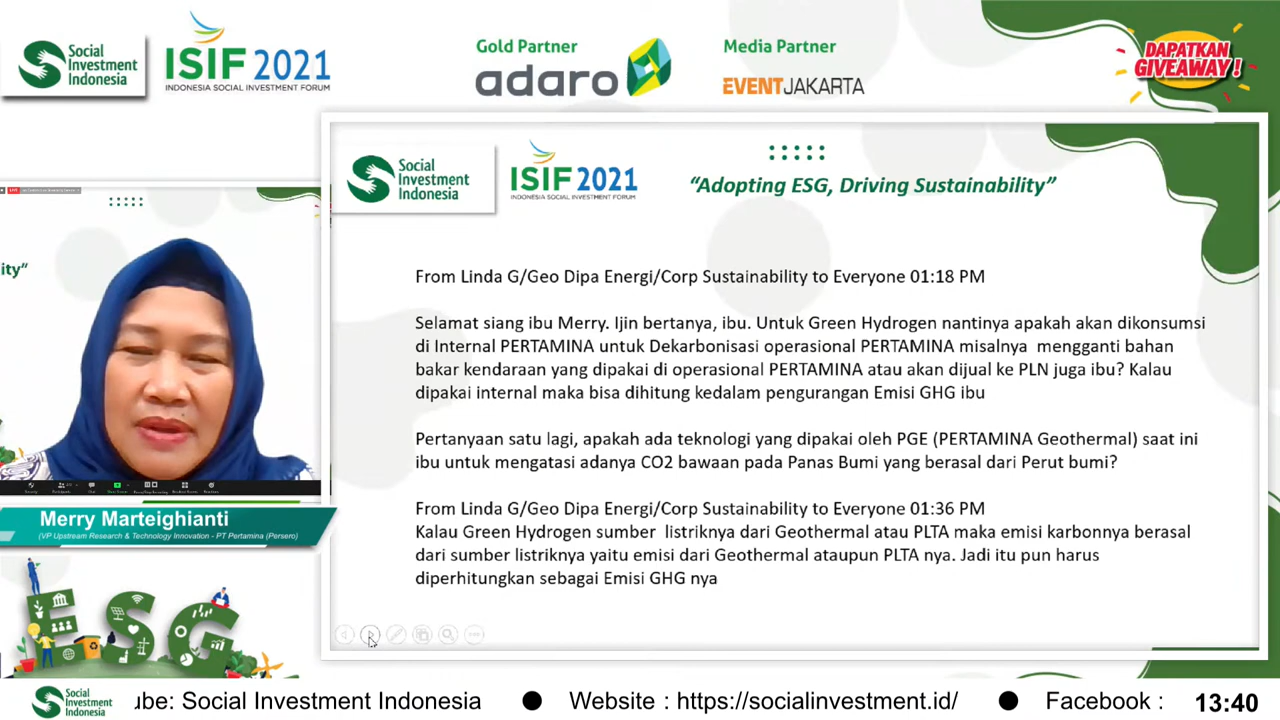 Social
Investment
Indonesia
ISIF 2021
INDONESIA SOCIAL INVESTMENT FORUM
Gold Partner
adaro
Media Partner
EVENTJAKARTA
DAPATKAN
GIVEAWAY!
Social
Investment
Indonesia
ISIF 2021
INDONESIA SOCIAL INVESTMENT FORUM
“Adopting ESG, Driving Sustainability”
ity”
From Linda G/Geo Dipa Energi/Corp Sustainability to Everyone 01:18 PM
Selamat siang ibu Merry. Ijin bertanya, ibu. Untuk Green Hydrogen nantinya apakah akan dikonsumsi
di Internal PERTAMINA untuk Dekarbonisasi operasional PERTAMINA misalnya  mengganti bahan
bakar kendaraan yang dipakai di operasional PERTAMINA atau akan dijual ke PLN juga ibu? Kalau
dipakai internal maka bisa dihitung kedalam pengurangan Emisi GHG ibu
Pertanyaan satu lagi, apakah ada teknologi yang dipakai oleh PGE (PERTAMINA Geothermal) saat ini
ibu untuk mengatasi adanya CO2 bawaan pada Panas Bumi yang berasal dari Perut bumi?
From Linda G/Geo Dipa Energi/Corp Sustainability to Everyone 01:36 PM
Kalau Green Hydrogen sumber  listriknya dari Geothermal atau PLTA maka emisi karbonnya berasal
dari sumber listriknya yaitu emisi dari Geothermal ataupun PLTA nya. Jadi itu pun harus
diperhitungkan sebagai Emisi GHG nya
Merry Marteighianti
(VP Upstream Research & Technology Innovation - PT Pertamina (Persero)
ESG
Social
Investment
Indonesia
ube: Social Investment Indonesia ● Website : https://socialinvestment.id/ ● Facebook :
13:40